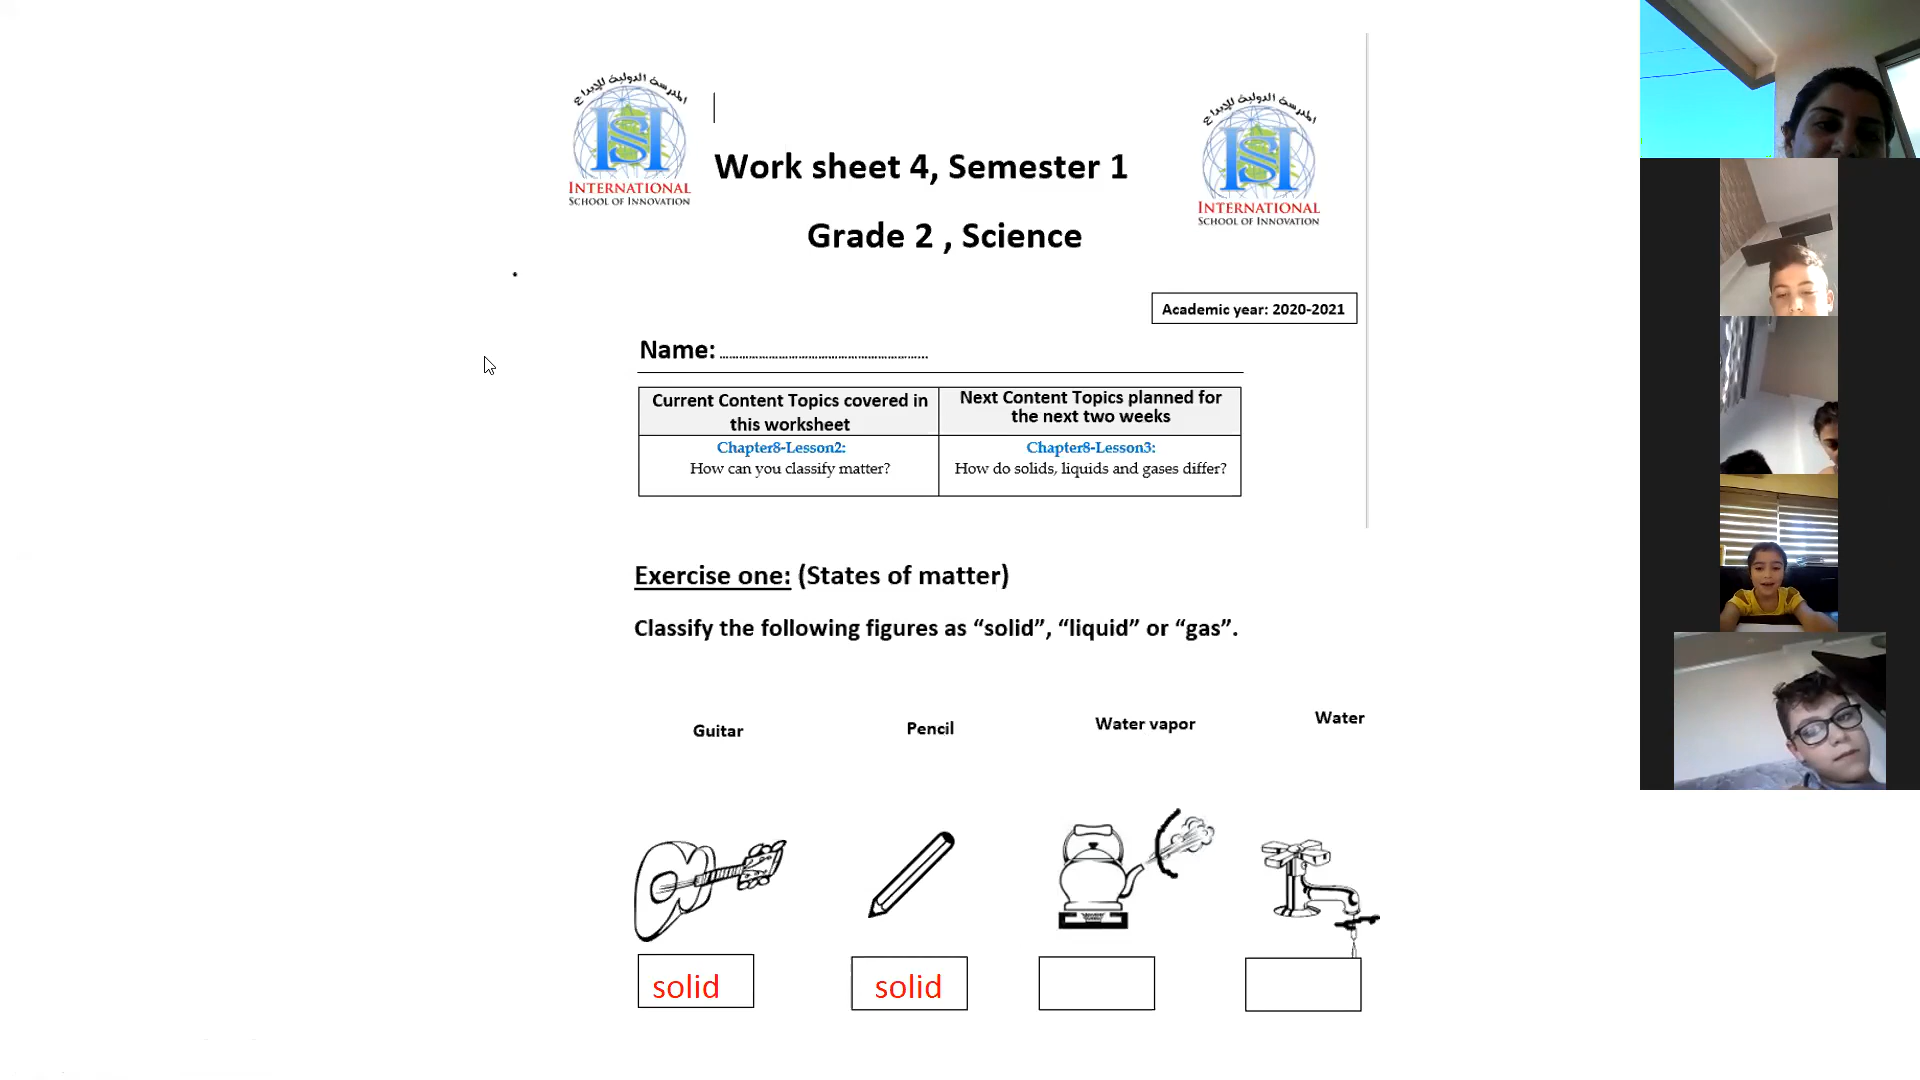 المدرسة الدولية للإبداع
INTERNATIONAL
SCHOOL OF INNOVATION
المدرسة الدولية للإبداع
INTERNATIONAL
SCHOOL OF INNOVATION
Work sheet 4, Semester 1
Grade 2 , Science
Academic year: 2020-2021
Name: ..........................................................
Current Content Topics covered in
this worksheet
Next Content Topics planned for
the next two weeks
Chapter8-Lesson2:
How can you classify matter?
Chapter8-Lesson3:
How do solids, liquids and gases differ?
Exercise one: (States of matter)
Classify the following figures as “solid”, “liquid” or “gas”.
Guitar
Pencil
Water vapor
Water
solid
solid